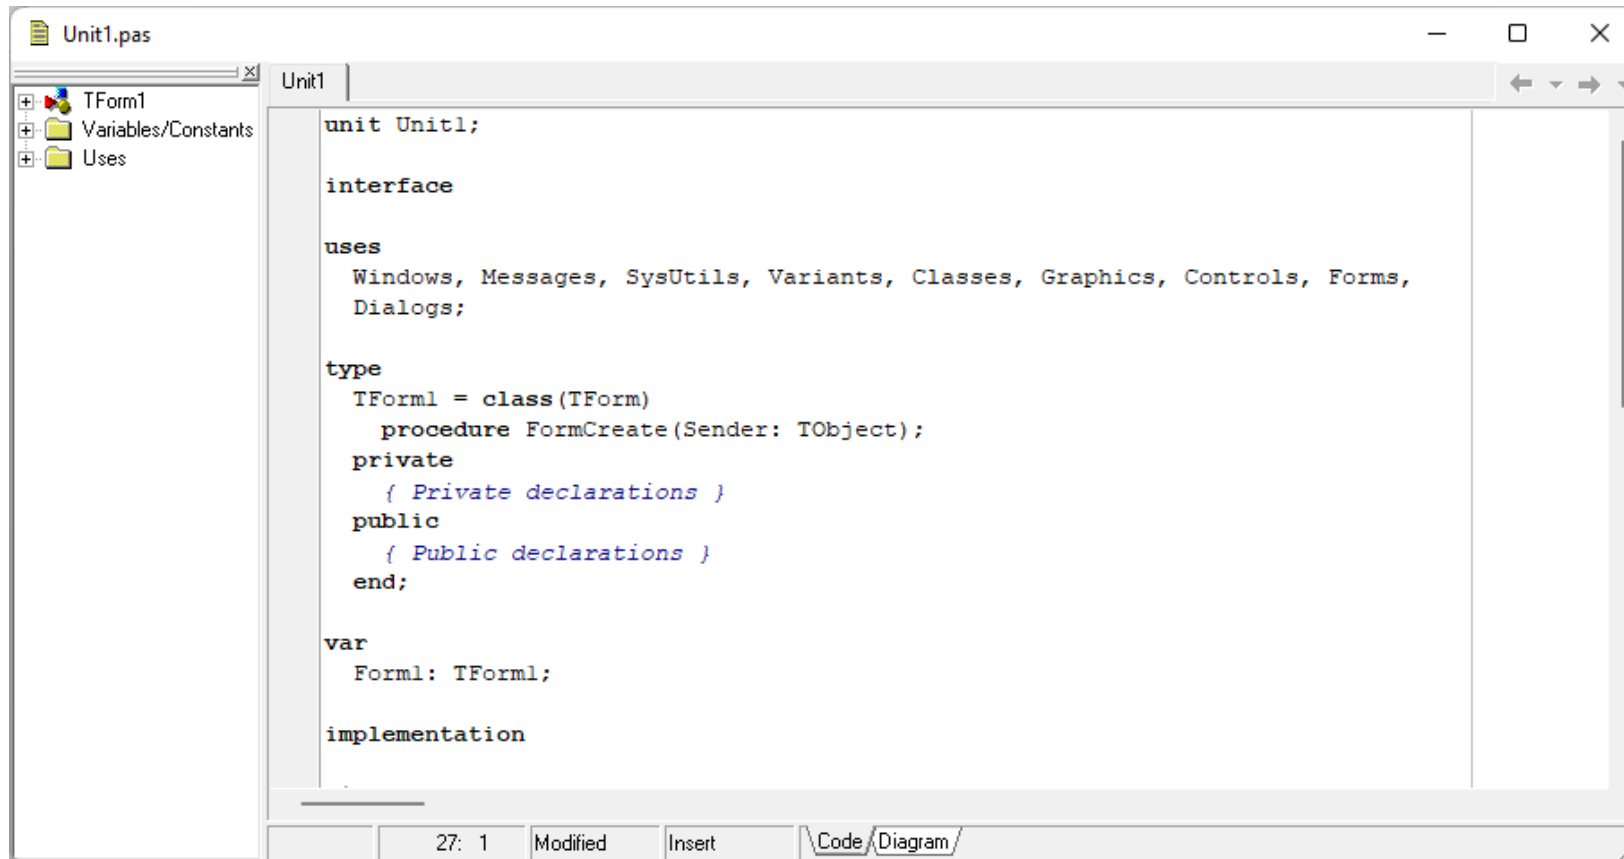 Unit1.pas
TForm1
Variables/Constants
Uses
Unit1
unit Unit1;
interface
uses
Windows, Messages, SysUtils, Variants, Classes, Graphics, Controls, Forms,
Dialogs;
type
TForm1 = class(TForm)
procedure FormCreate(Sender: TObject);
private
{ Private declarations }
public
{ Public declarations }
end;
var
Form1: TForm1;
implementation
27: 1 Modified Insert Code Diagram